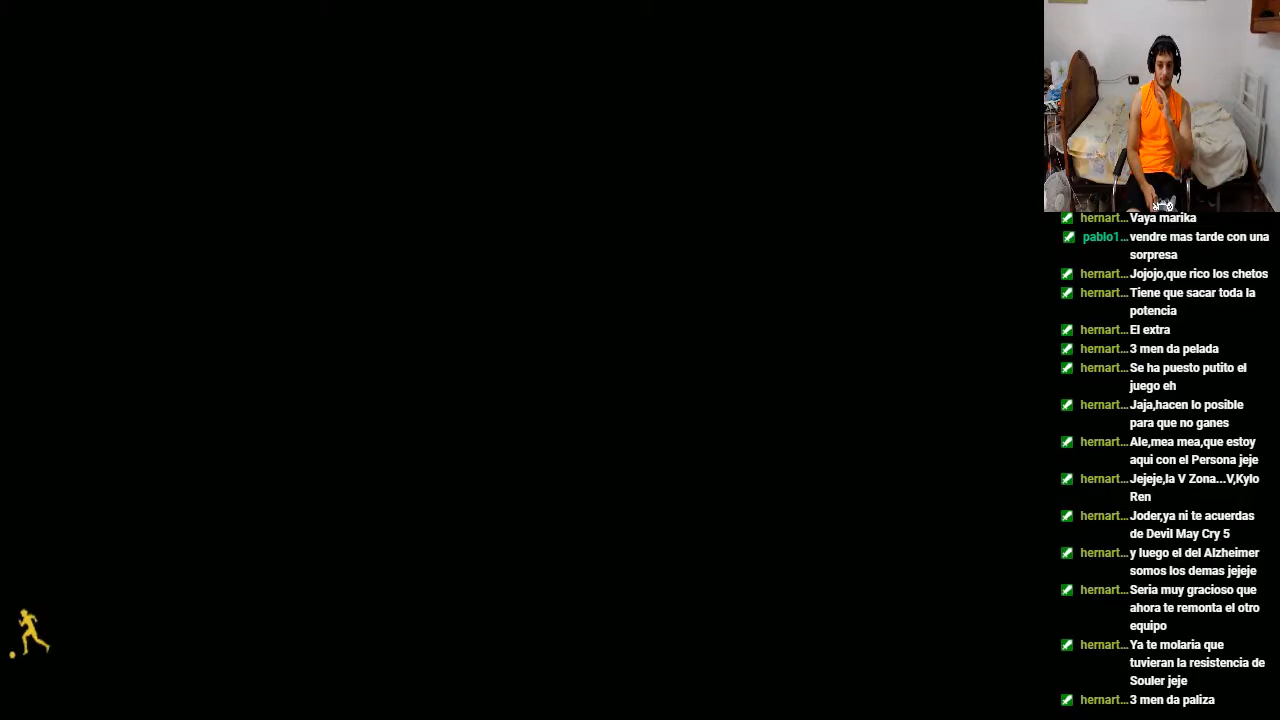 hernart... Vaya marika
pablo1... vendre mas tarde con una
sorpresa
hernart... Jojojo,que rico los chetos
hernart... Tiene que sacar toda la
potencia
hernart... El extra
hernart... 3 men da pelada
hernart... Se ha puesto putito el
juego eh
hernart... Jaja,hacen lo posible
para que no ganes
hernart... Ale,mea mea,que estoy
aqui con el Persona jeje
hernart... Jejeje,la V Zona...V,Kylo
Ren
hernart... Joder,ya ni te acuerdas
de Devil May Cry 5
hernart... y luego el del Alzheimer
somos los demas jejeje
hernart... Seria muy gracioso que
ahora te remonta el otro
equipo
hernart... Ya te molaria que
tuvieran la resistencia de
Souler jeje
hernart... 3 men da paliza